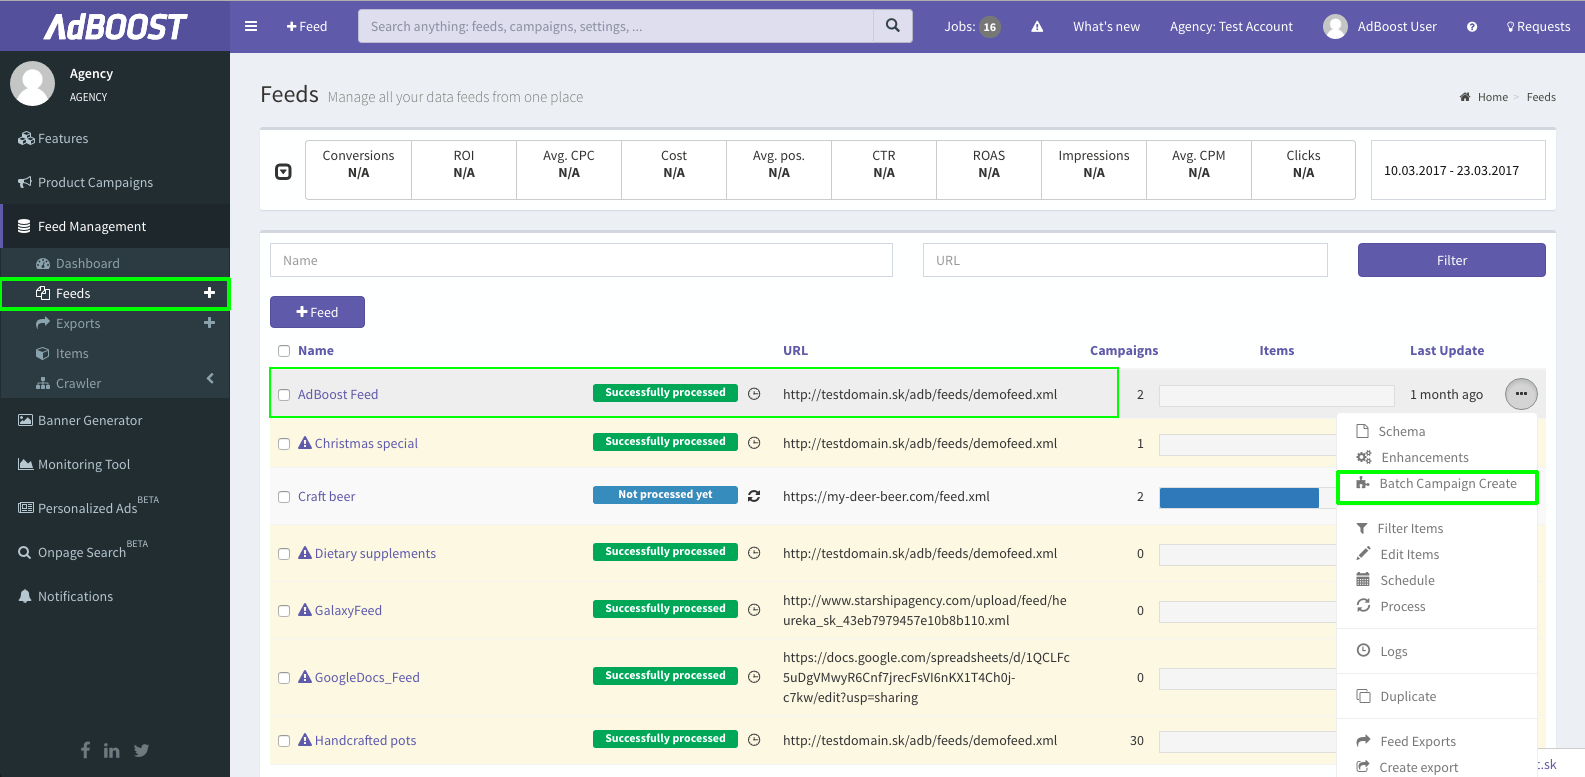 AdBOOST
+ Feed
Search anything: feeds, campaigns, settings, ...
Jobs: 16
What's new
Agency: Test Account
AdBoost User
Requests
Agency
AGENCY
Features
Product Campaigns
Feed Management
Dashboard
Feeds +
Exports +
Items
Crawler
Banner Generator
Monitoring Tool
Personalized Ads BETA
Onpage Search BETA
Notifications
Feeds Manage all your data feeds from one place
Home > Feeds
Conversions ROI Avg. CPC Cost Avg. pos. CTR ROAS Impressions Avg. CPM Clicks
N/A N/A N/A N/A N/A N/A N/A N/A N/A N/A
10.03.2017 - 23.03.2017
Name
URL
Filter
+ Feed
Name URL Campaigns Items Last Update
AdBoost Feed Successfully processed http://testdomain.sk/adb/feeds/demofeed.xml 2 1 month ago
Christmas special Successfully processed http://testdomain.sk/adb/feeds/demofeed.xml 1
Craft beer Not processed yet https://my-deer-beer.com/feed.xml 2
Dietary supplements Successfully processed http://testdomain.sk/adb/feeds/demofeed.xml 0
GalaxyFeed Successfully processed http://www.starshipagency.com/upload/feed/he
ureka_sk_43eb7979457e10b8b110.xml 0
GoogleDocs_Feed Successfully processed https://docs.google.com/spreadsheets/d/1QCLFc
5uDgVMwyR6Cnf7jrecFsVI6nKX1T4Ch0j-
c7kw/edit?usp=sharing 0
Handcrafted pots Successfully processed http://testdomain.sk/adb/feeds/demofeed.xml 30
Schema
Enhancements
Batch Campaign Create
Filter Items
Edit Items
Schedule
Process
Logs
Duplicate
Feed Exports
Create export
.sk